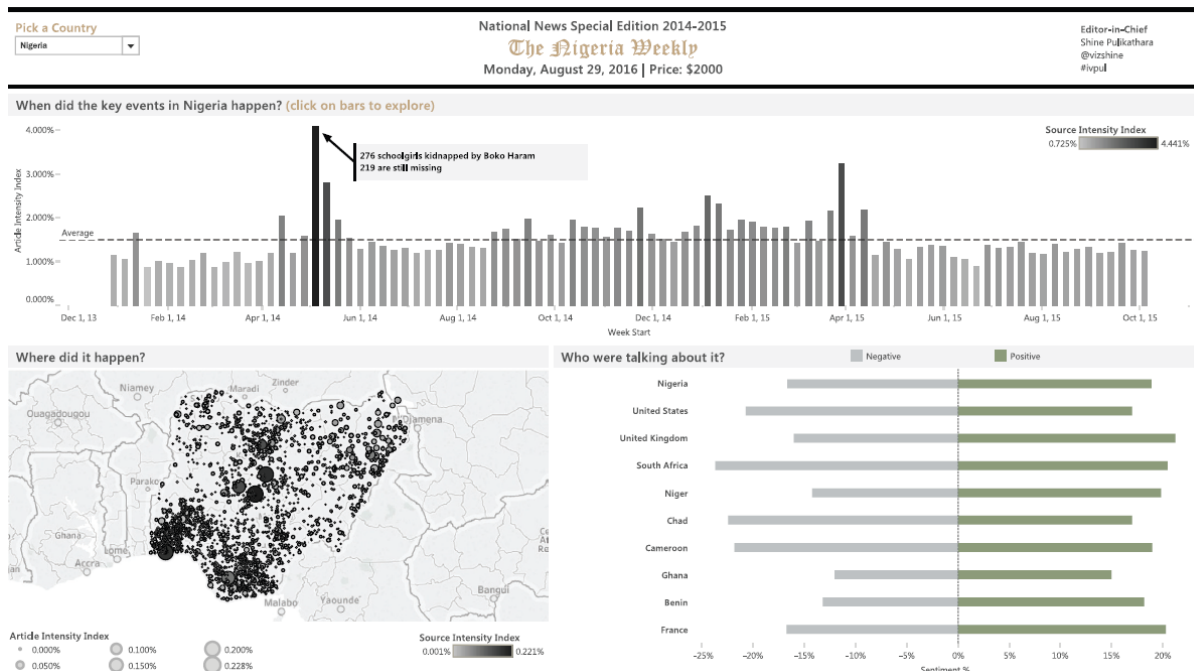 Pick a Country
Nigeria
National News Special Edition 2014-2015
The Nigeria Weekly
Monday, August 29, 2016 | Price: $2000
Editor-in-Chief
Shine Pulikathara
@vizshine
#ivpul
When did the key events in Nigeria happen? (click on bars to explore)
Source Intensity Index
0.725% 4.441%
276 schoolgirls kidnapped by Boko Haram
219 are still missing
Article Intensity Index
4.000%
3.000%
2.000%
Average
1.000%
0.000%
Dec 1, 13 Feb 1, 14 Apr 1, 14 Jun 1, 14 Aug 1, 14 Oct 1, 14 Dec 1, 14 Feb 1, 15 Apr 1, 15 Jun 1, 15 Aug 1, 15 Oct 1, 15
Week Start
Where did it happen?
Niamey
Maradi
Zinder
Ouagadougou
N'Djamena
Parako
Ghana
Lome
Accra
Malabo
Yaounde
Bangui
Article Intensity Index
0.000% 0.100% 0.200%
0.050% 0.150% 0.228%
Source Intensity Index
0.001% 0.221%
Who were talking about it?
Negative Positive
Nigeria
United States
United Kingdom
South Africa
Niger
Chad
Cameroon
Ghana
Benin
France
-25% -20% -15% -10% -5% 0% 5% 10% 15% 20%
Sentiment %